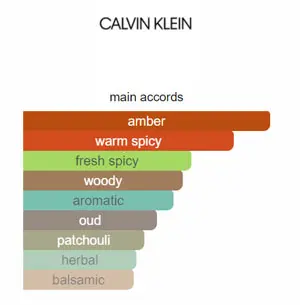 CALVIN KLEIN
main accords
amber
warm spicy
fresh spicy
woody
aromatic
oud
patchouli
herbal
balsamic